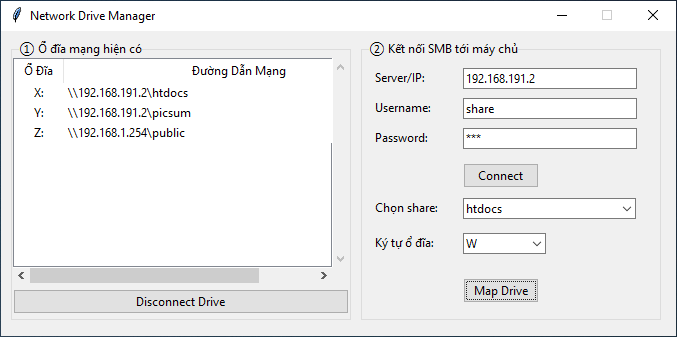 Network Drive Manager
① Ổ đĩa mạng hiện có
Ổ Đĩa Đường Dẫn Mạng
X: \\192.168.191.2\htdocs
Y: \\192.168.191.2\picsum
Z: \\192.168.1.254\public
Disconnect Drive
② Kết nối SMB tới máy chủ
Server/IP: 192.168.191.2
Username: share
Password: ***
Connect
Chọn share: htdocs
Ký tự ổ đĩa: W
Map Drive